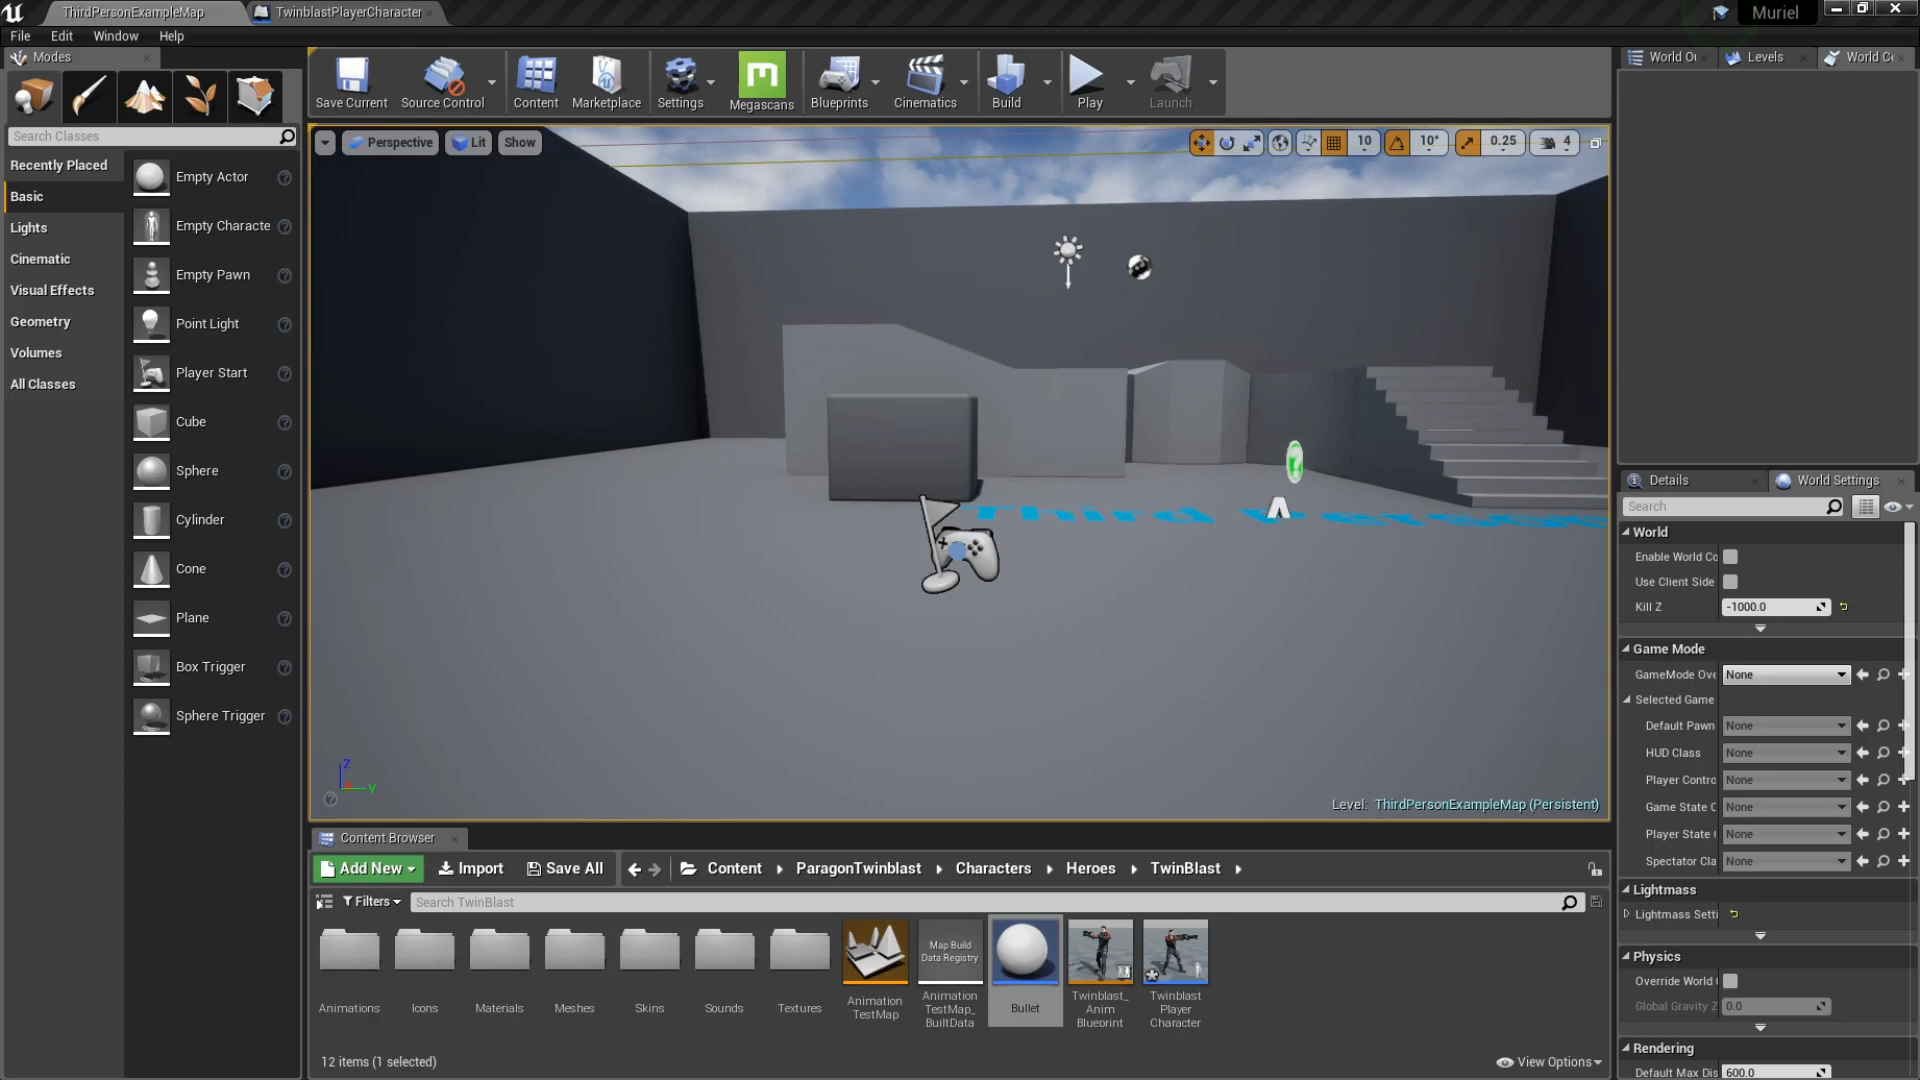 ThirdPersonExampleMap
TwinblastPlayerCharacter
Muriel
File Edit Window Help
Modes
Search Classes
Recently Placed
Basic
Lights
Cinematic
Visual Effects
Geometry
Volumes
All Classes
Empty Actor
Empty Characte
Empty Pawn
Point Light
Player Start
Cube
Sphere
Cylinder
Cone
Plane
Box Trigger
Sphere Trigger
Save Current
Source Control
Content
Marketplace
Settings
Megascans
Blueprints
Cinematics
Build
Play
Launch
Perspective
Lit
Show
10
10°
0.25
4
Third
Z
Y
Level: ThirdPersonExampleMap (Persistent)
World O
Levels
World C
Details
World Settings
Search
World
Enable World Co
Use Client Side
Kill Z
-1000.0
Game Mode
GameMode Ove
None
Selected Game
Default Pawn
None
HUD Class
None
Player Contro
None
Game State C
None
Player State
None
Spectator Cla
None
Lightmass
Lightmass Setti
Physics
Override World
Global Gravity Z
0.0
Rendering
Default Max Dis
600.0
Content Browser
Add New
Import
Save All
Content
ParagonTwinblast
Characters
Heroes
TwinBlast
Filters
Search TwinBlast
Map Build
Data Registry
Animations
Icons
Materials
Meshes
Skins
Sounds
Textures
Animation
TestMap
Animation
TestMap_
BuiltData
Bullet
Twinblast_
Anim
Blueprint
Twinblast
Player
Character
12 items (1 selected)
View Options